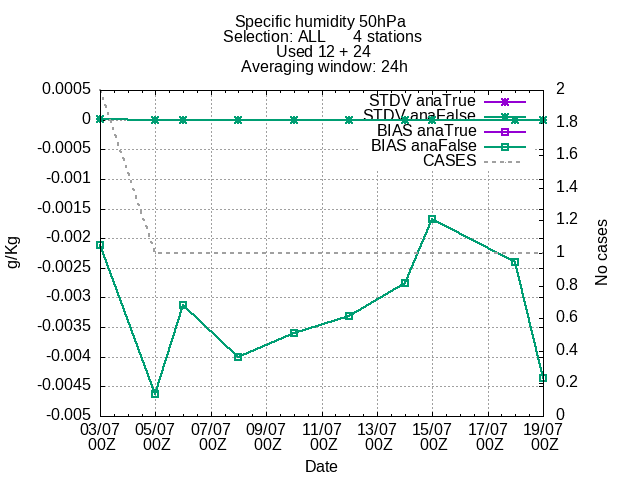 Specific humidity 50hPa
Selection: ALL 4 stations
Used 12 + 24
Averaging window: 24h
STDV anaTrue
STDV anaFalse
BIAS anaTrue
BIAS anaFalse
CASES
g/Kg
0.0005
0
-0.0005
-0.001
-0.0015
-0.002
-0.0025
-0.003
-0.0035
-0.004
-0.0045
-0.005
No cases
2
1.8
1.6
1.4
1.2
1
0.8
0.6
0.4
0.2
0
03/07 05/07 07/07 09/07 11/07 13/07 15/07 17/07 19/07
00Z 00Z 00Z 00Z 00Z 00Z 00Z 00Z 00Z
Date